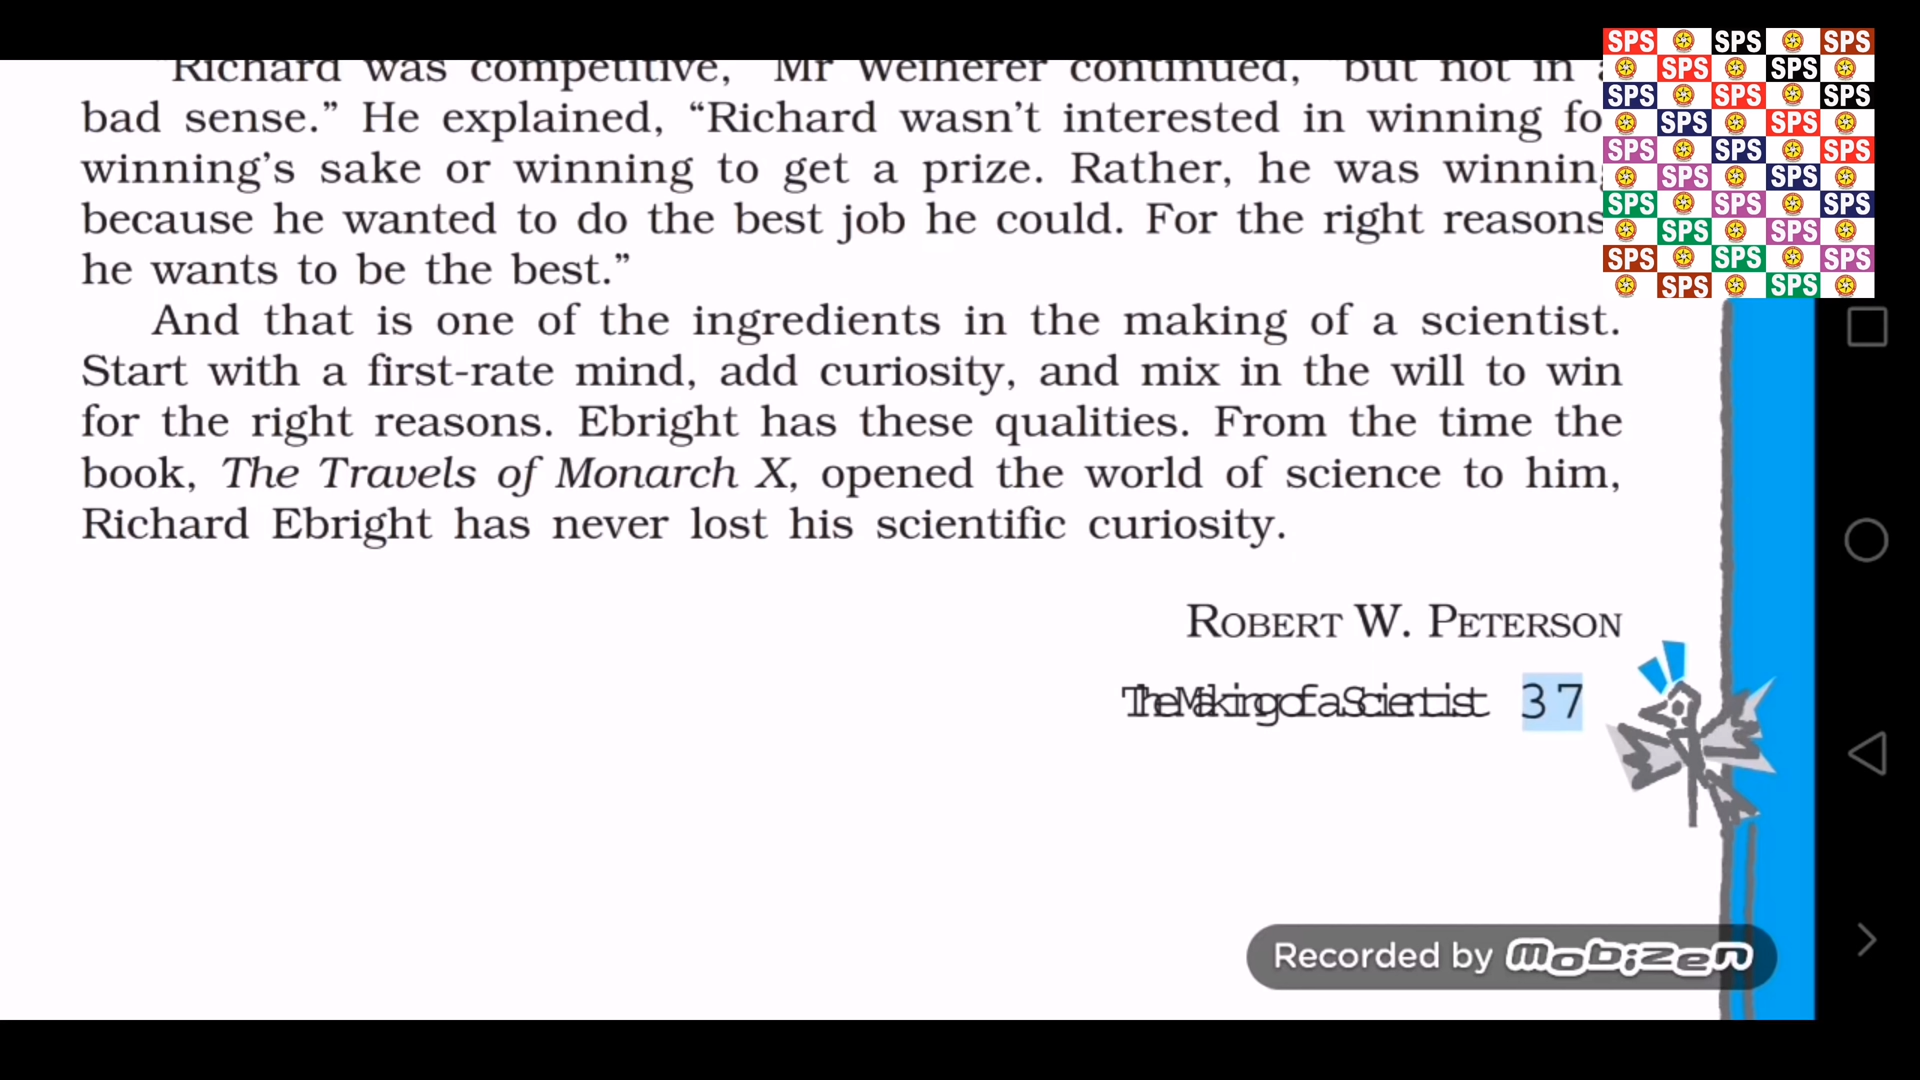 "Richard was competitive," Mr Weiherer continued, "but not in a
bad sense.” He explained, “Richard wasn’t interested in winning fo
winning’s sake or winning to get a prize. Rather, he was winnin
because he wanted to do the best job he could. For the right reasons
he wants to be the best.”
And that is one of the ingredients in the making of a scientist.
Start with a first-rate mind, add curiosity, and mix in the will to win
for the right reasons. Ebright has these qualities. From the time the
book, The Travels of Monarch X, opened the world of science to him,
Richard Ebright has never lost his scientific curiosity.
ROBERT W. PETERSON
The Making of a Scientist 37
Recorded by mobizen
SPS SPS SPS
SPS SPS
SPS SPS SPS
SPS SPS
SPS SPS SPS
SPS SPS
SPS SPS SPS
SPS SPS
SPS SPS SPS
SPS SPS